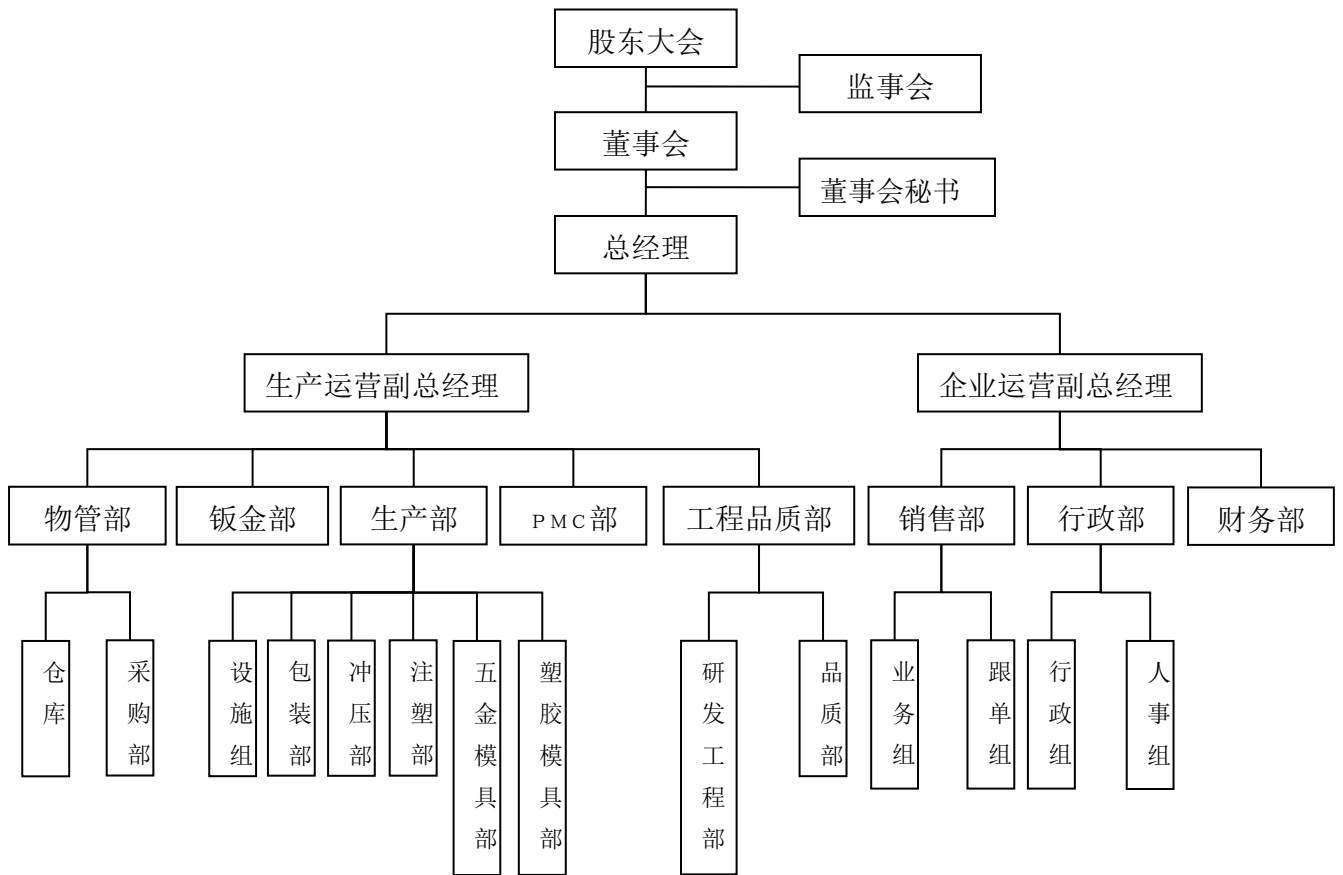 股东大会
监事会
董事会
董事会秘书
总经理
生产运营副总经理
企业运营副总经理
物管部
钣金部
生产部
PMC部
工程品质部
销售部
行政部
财务部
仓库
采购部
设施组
包装部
冲压部
注塑部
五金模具部
塑胶模具部
研发工程部
品质部
业务组
跟单组
行政组
人事组